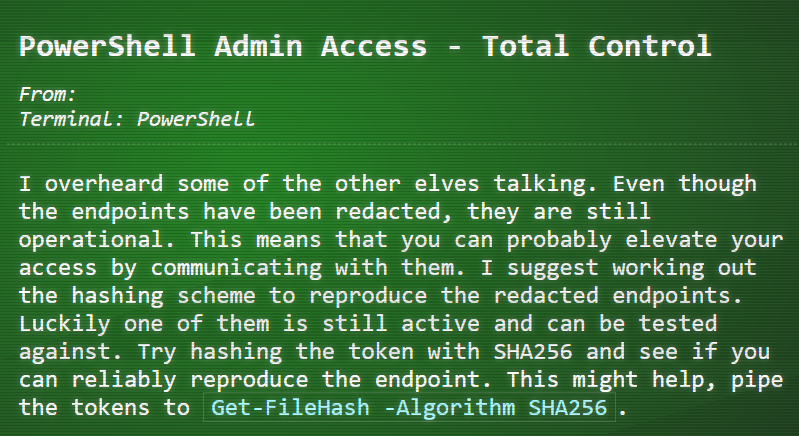 PowerShell Admin Access - Total Control
From:
Terminal: PowerShell
I overheard some of the other elves talking. Even though
the endpoints have been redacted, they are still
operational. This means that you can probably elevate your
access by communicating with them. I suggest working out
the hashing scheme to reproduce the redacted endpoints.
Luckily one of them is still active and can be tested
against. Try hashing the token with SHA256 and see if you
can reliably reproduce the endpoint. This might help, pipe
the tokens to Get-FileHash -Algorithm SHA256.